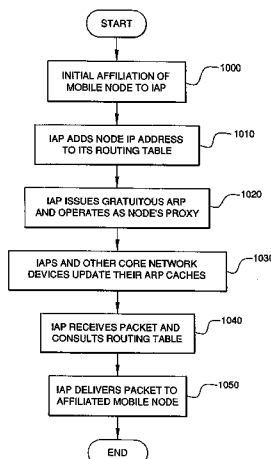 START
INITIAL AFFILIATION OF
MOBILE NODE TO IAP
1000
IAP ADDS NODE IP ADDRESS
TO ITS ROUTING TABLE
1010
IAP ISSUES GRATUITOUS ARP
AND OPERATES AS NODE'S PROXY
1020
IAPS AND OTHER CORE NETWORK
DEVICES UPDATE THEIR ARP CACHES
1030
IAP RECEIVES PACKET AND
CONSULTS ROUTING TABLE
1040
IAP DELIVERS PACKET TO
AFFILIATED MOBILE NODE
1050
END